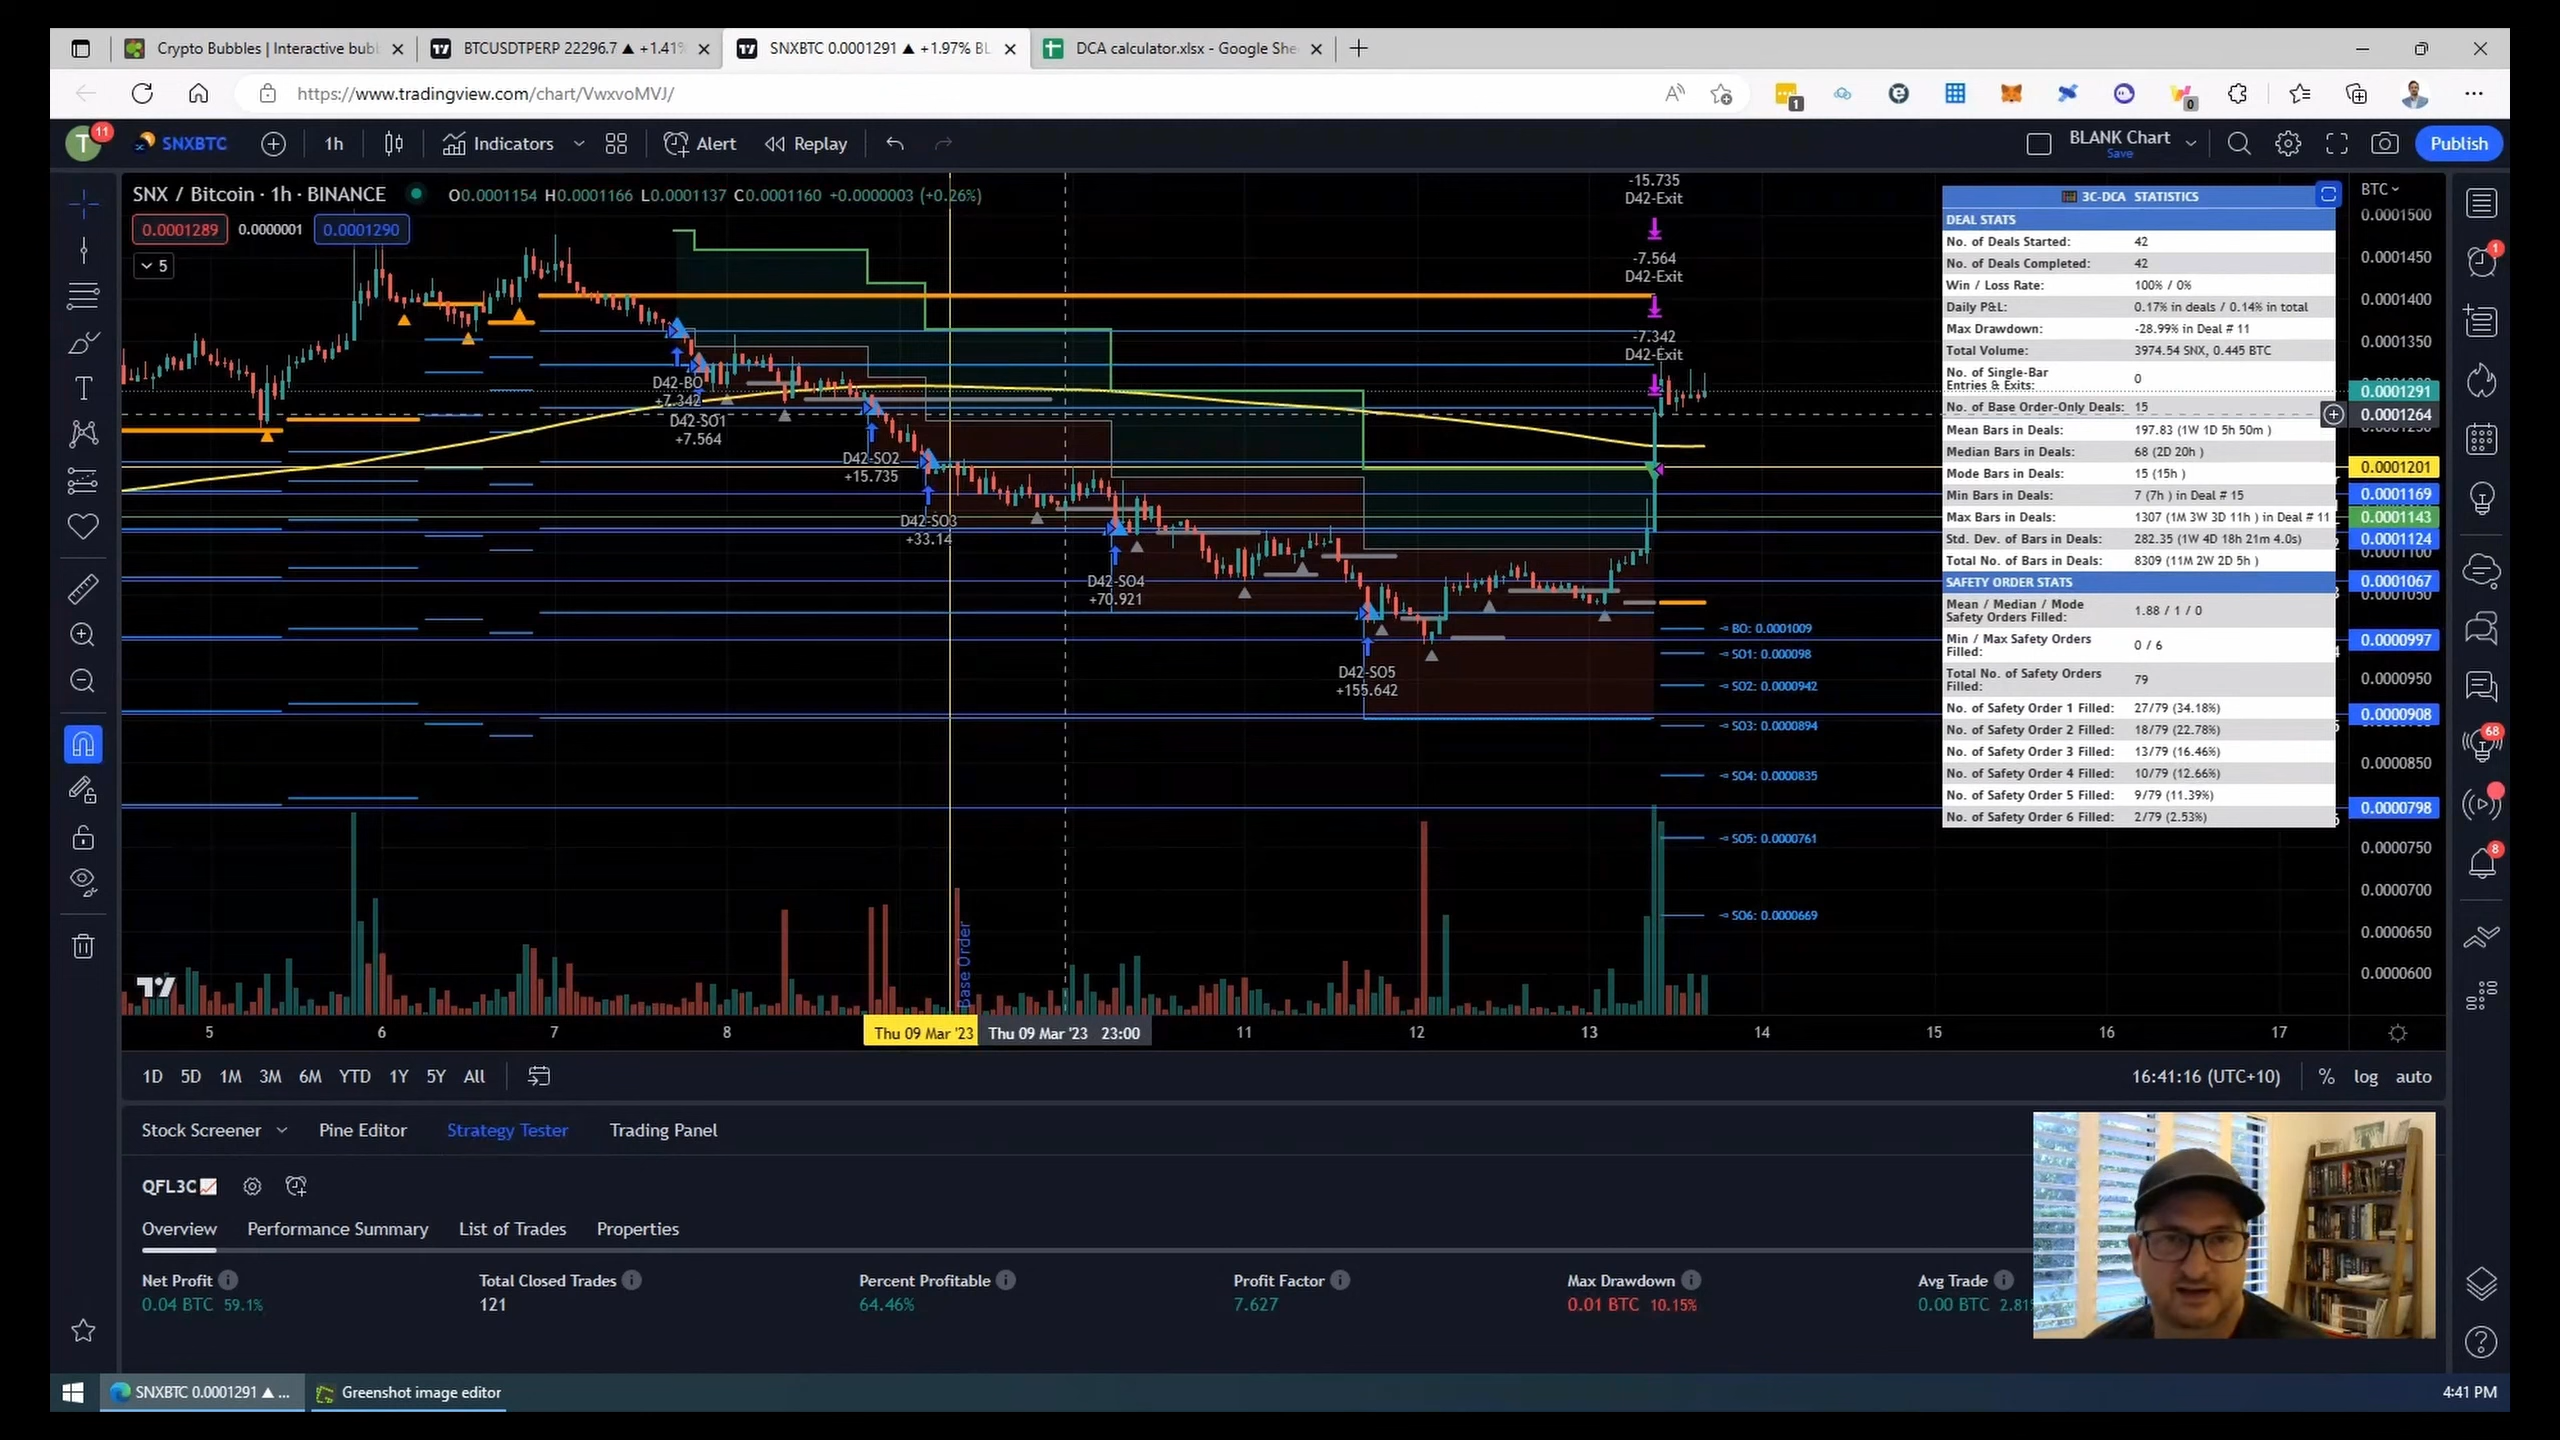 Crypto Bubbles | Interactive bubl
BTCUSDTPERP 22296.7 ▲ +1.41%
SNXBTC 0.0001291 ▲ +1.97% BL
DCA calculator.xlsx - Google She
https://www.tradingview.com/chart/VwxvoMVJ/
1
0
T
11
SNXBTC
1h
Indicators
Alert
Replay
BLANK Chart
Save
Publish
SNX / Bitcoin · 1h · BINANCE
O0.0001154 H0.0001166 L0.0001137 C0.0001160 +0.0000003 (+0.26%)
0.0001289
0.0000001
0.0001290
5
-15.735
D42-Exit
-7.564
D42-Exit
-7.342
D42-Exit
D42-BO
+7.342
D42-SO1
+7.564
D42-SO2
+15.735
D42-SO3
+33.14
D42-SO4
+70.921
D42-SO5
+155.642
BO: 0.0001009
SO1: 0.000098
SO2: 0.0000942
SO3: 0.0000894
SO4: 0.0000835
SO5: 0.0000761
SO6: 0.0000669
Base Order
3C-DCA STATISTICS
DEAL STATS
No. of Deals Started: 42
No. of Deals Completed: 42
Win / Loss Rate: 100% / 0%
Daily P&L: 0.17% in deals / 0.14% in total
Max Drawdown: -28.99% in Deal # 11
Total Volume: 3974.54 SNX, 0.445 BTC
No. of Single-Bar
Entries & Exits: 0
No. of Base Order-Only Deals: 15
Mean Bars in Deals: 197.83 (1W 1D 5h 50m )
Median Bars in Deals: 68 (2D 20h )
Mode Bars in Deals: 15 (15h )
Min Bars in Deals: 7 (7h ) in Deal # 15
Max Bars in Deals: 1307 (1M 3W 3D 11h ) in Deal # 11
Std. Dev. of Bars in Deals: 282.35 (1W 4D 18h 21m 4.0s)
Total No. of Bars in Deals: 8309 (11M 2W 2D 5h )
SAFETY ORDER STATS
Mean / Median / Mode
Safety Orders Filled: 1.88 / 1 / 0
Min / Max Safety Orders
Filled: 0 / 6
Total No. of Safety Orders
Filled: 79
No. of Safety Order 1 Filled: 27/79 (34.18%)
No. of Safety Order 2 Filled: 18/79 (22.78%)
No. of Safety Order 3 Filled: 13/79 (16.46%)
No. of Safety Order 4 Filled: 10/79 (12.66%)
No. of Safety Order 5 Filled: 9/79 (11.39%)
No. of Safety Order 6 Filled: 2/79 (2.53%)
BTC
0.0001500
0.0001450
0.0001400
0.0001350
0.0001291
0.0001264
0.0001201
0.0001169
0.0001143
0.0001124
0.0001067
0.0000997
0.0000950
0.0000908
0.0000850
0.0000798
0.0000750
0.0000700
0.0000650
0.0000600
1
68
8
5
6
7
8
Thu 09 Mar '23
Thu 09 Mar '23 23:00
11
12
13
14
15
16
17
1D 5D 1M 3M 6M YTD 1Y 5Y All
16:41:16 (UTC+10)
% log auto
Stock Screener
Pine Editor
Strategy Tester
Trading Panel
QFL3C
Overview
Performance Summary
List of Trades
Properties
Net Profit
0.04 BTC 59.1%
Total Closed Trades
121
Percent Profitable
64.46%
Profit Factor
7.627
Max Drawdown
0.01 BTC 10.15%
Avg Trade
0.00 BTC 2.81
SNXBTC 0.0001291 ▲ ...
Greenshot image editor
4:41 PM